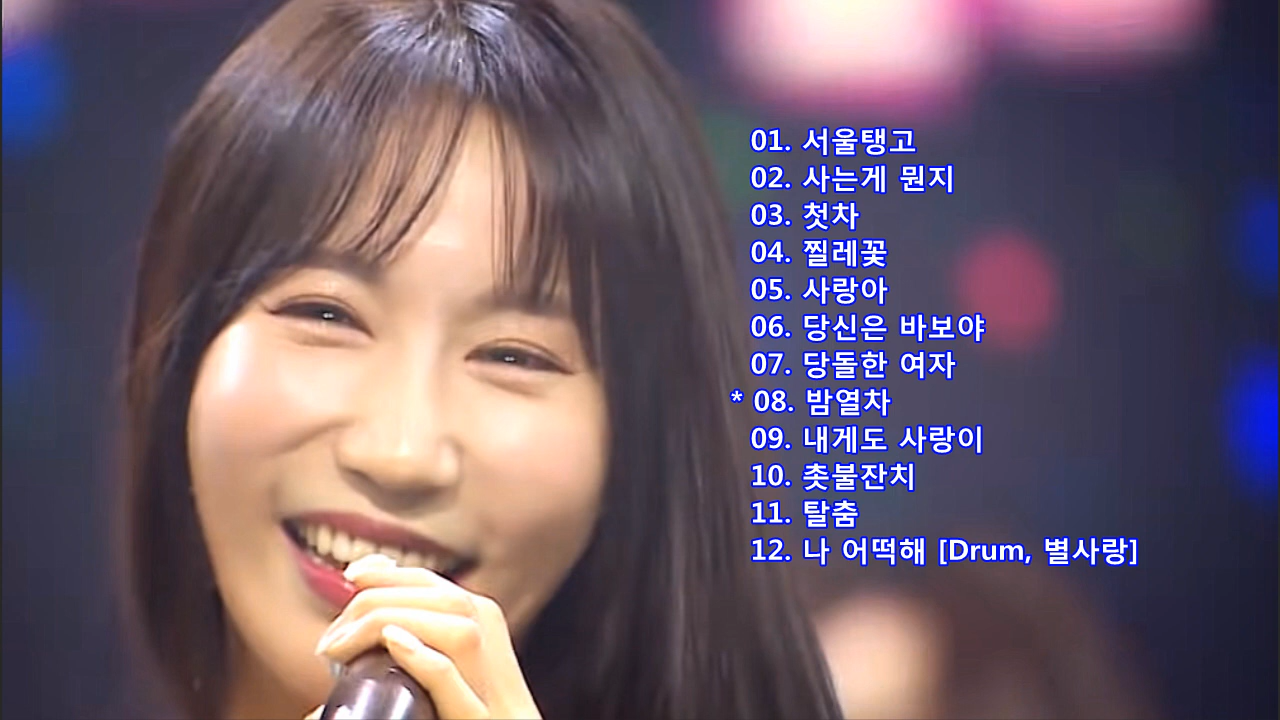 01. 서울탱고
02. 사는게 뭔지
03. 첫차
04. 찔레꽃
05. 사랑아
06. 당신은 바보야
07. 당돌한 여자
* 08. 밤열차
09. 내게도 사랑이
10. 촛불잔치
11. 탈춤
12. 나 어떡해 [Drum, 별사랑]